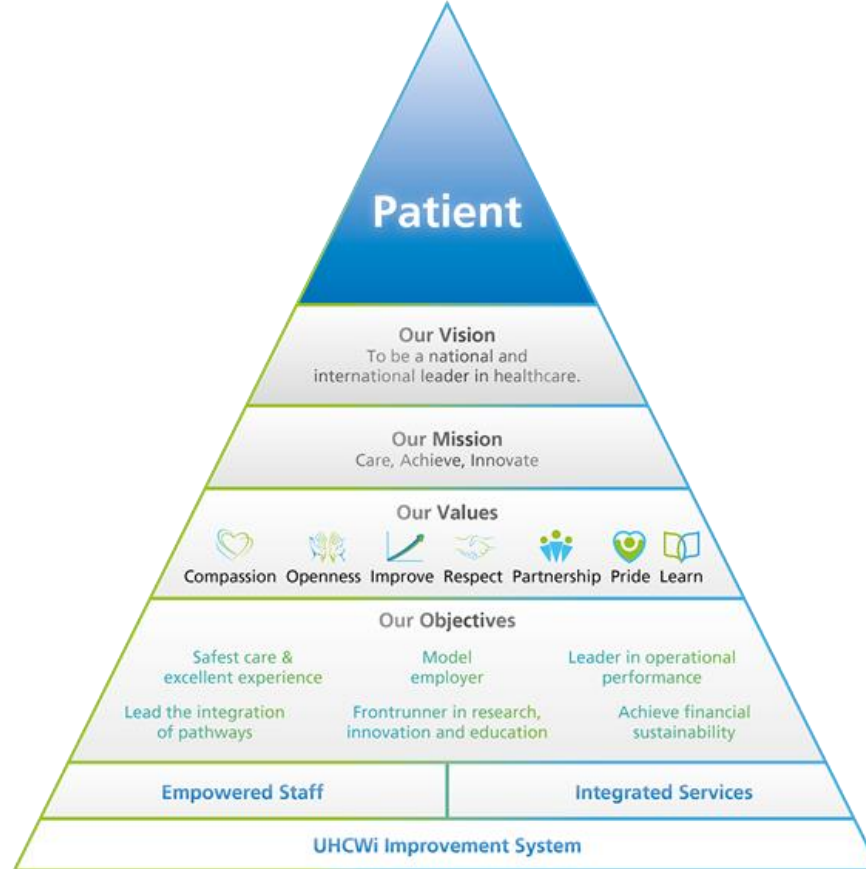 Patient
Our Vision
To be a national and
international leader in healthcare.
Our Mission
Care, Achieve, Innovate
Our Values
Compassion Openness Improve Respect Partnership Pride Learn
Our Objectives
Safest care &
excellent experience
Model
employer
Leader in operational
performance
Lead the integration
of pathways
Frontrunner in research,
innovation and education
Achieve financial
sustainability
Empowered Staff
Integrated Services
UHCWi Improvement System